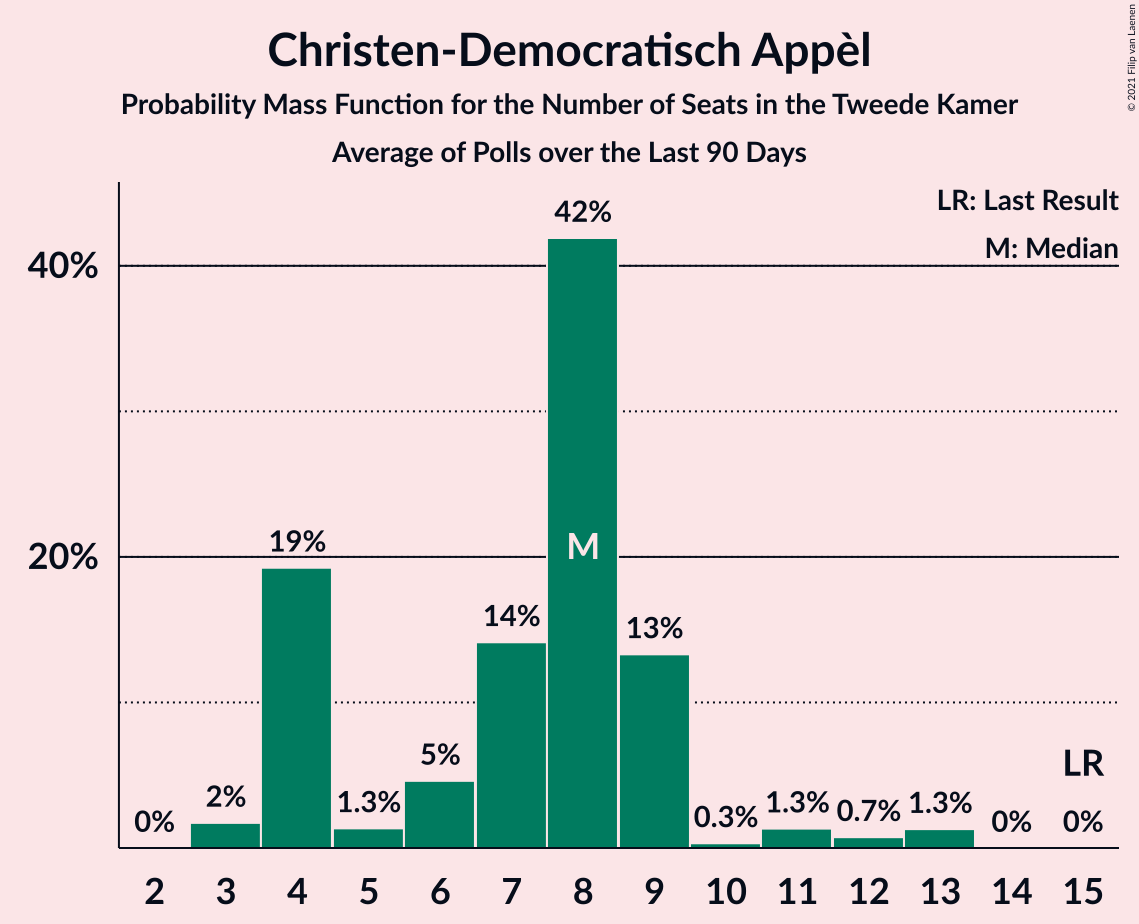 Christen-Democratisch Appèl
Probability Mass Function for the Number of Seats in the Tweede Kamer
Average of Polls over the Last 90 Days
© 2021 Filip van Laenen
LR: Last Result
M: Median
40%
20%
0%
2%
19%
1.3%
5%
14%
42%
M
13%
0.3%
1.3%
0.7%
1.3%
0%
LR
0%
2 3 4 5 6 7 8 9 10 11 12 13 14 15